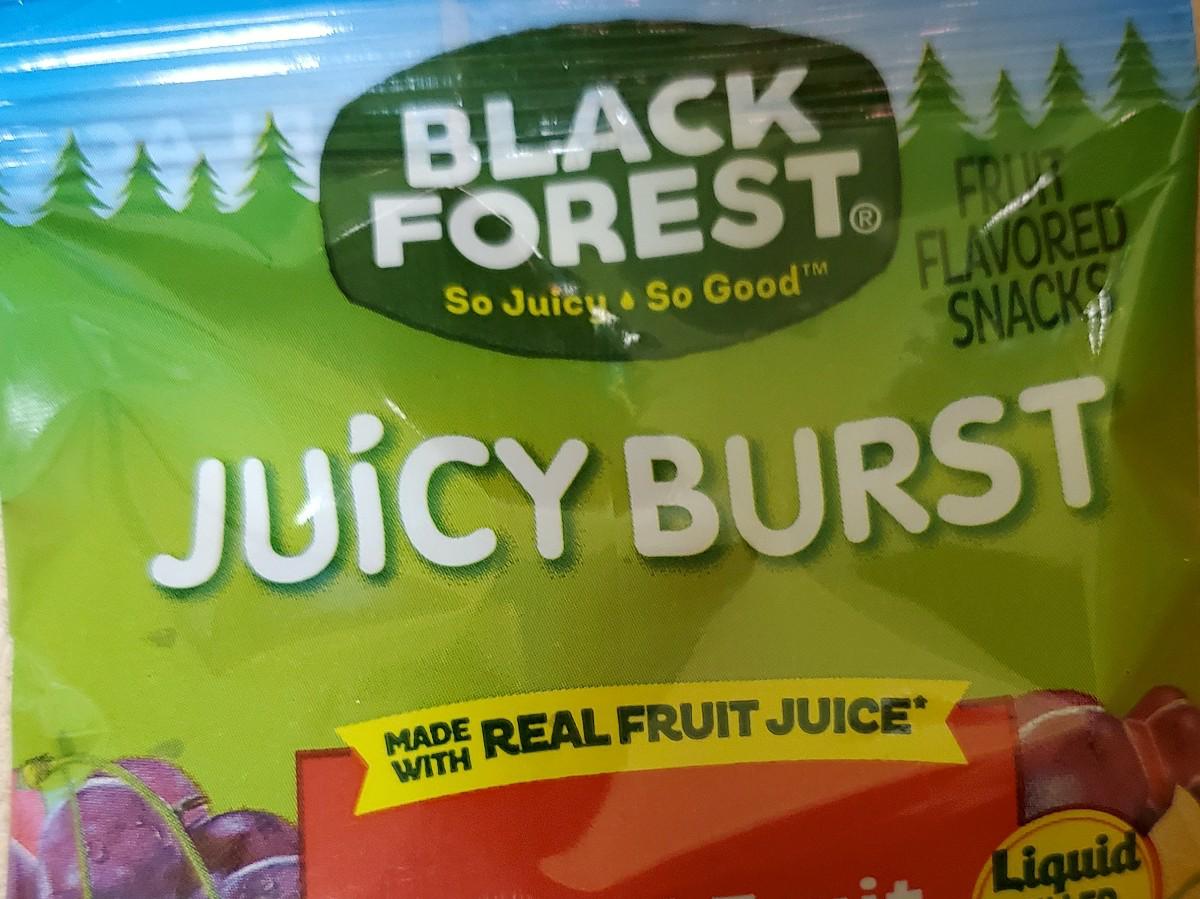 BLACK
FOREST®
So Juicy So Good™
FRUIT
FLAVORED
SNACKS
JUiCY BURST
MADE
WITH REAL FRUIT JUICE*
Liquid